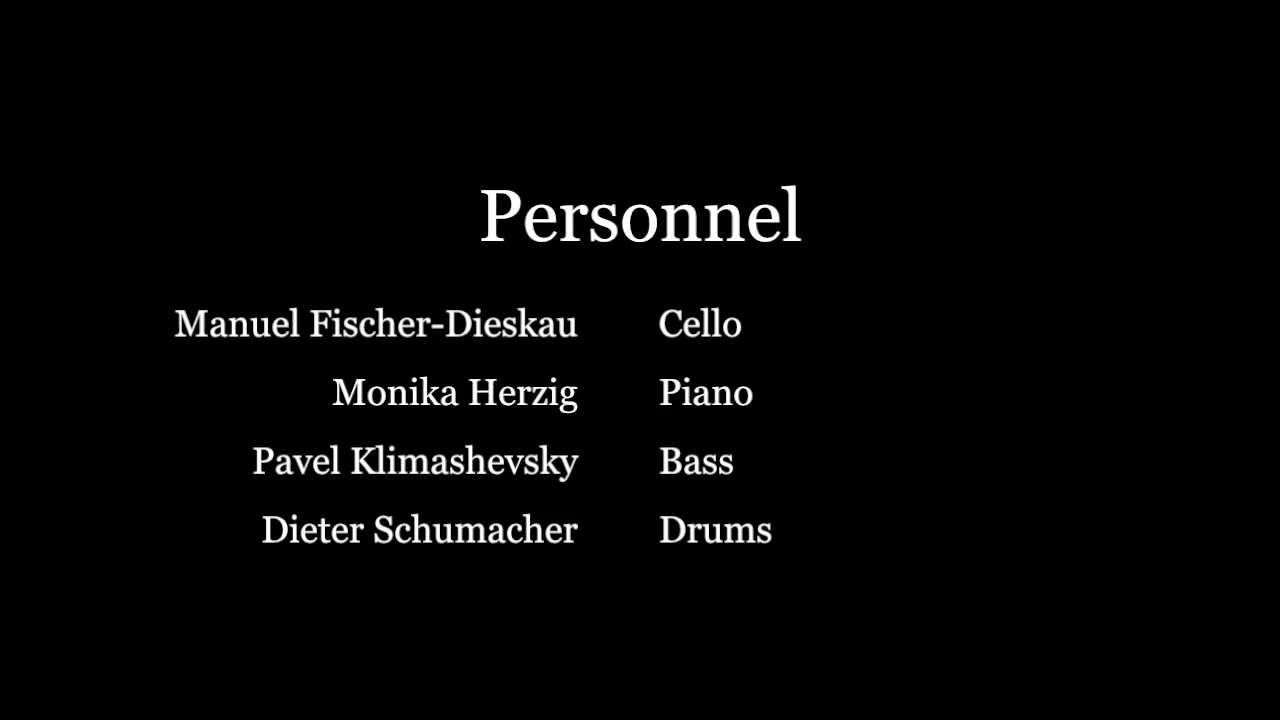 Personnel
Manuel Fischer-Dieskau Cello
Monika Herzig Piano
Pavel Klimashevsky Bass
Dieter Schumacher Drums